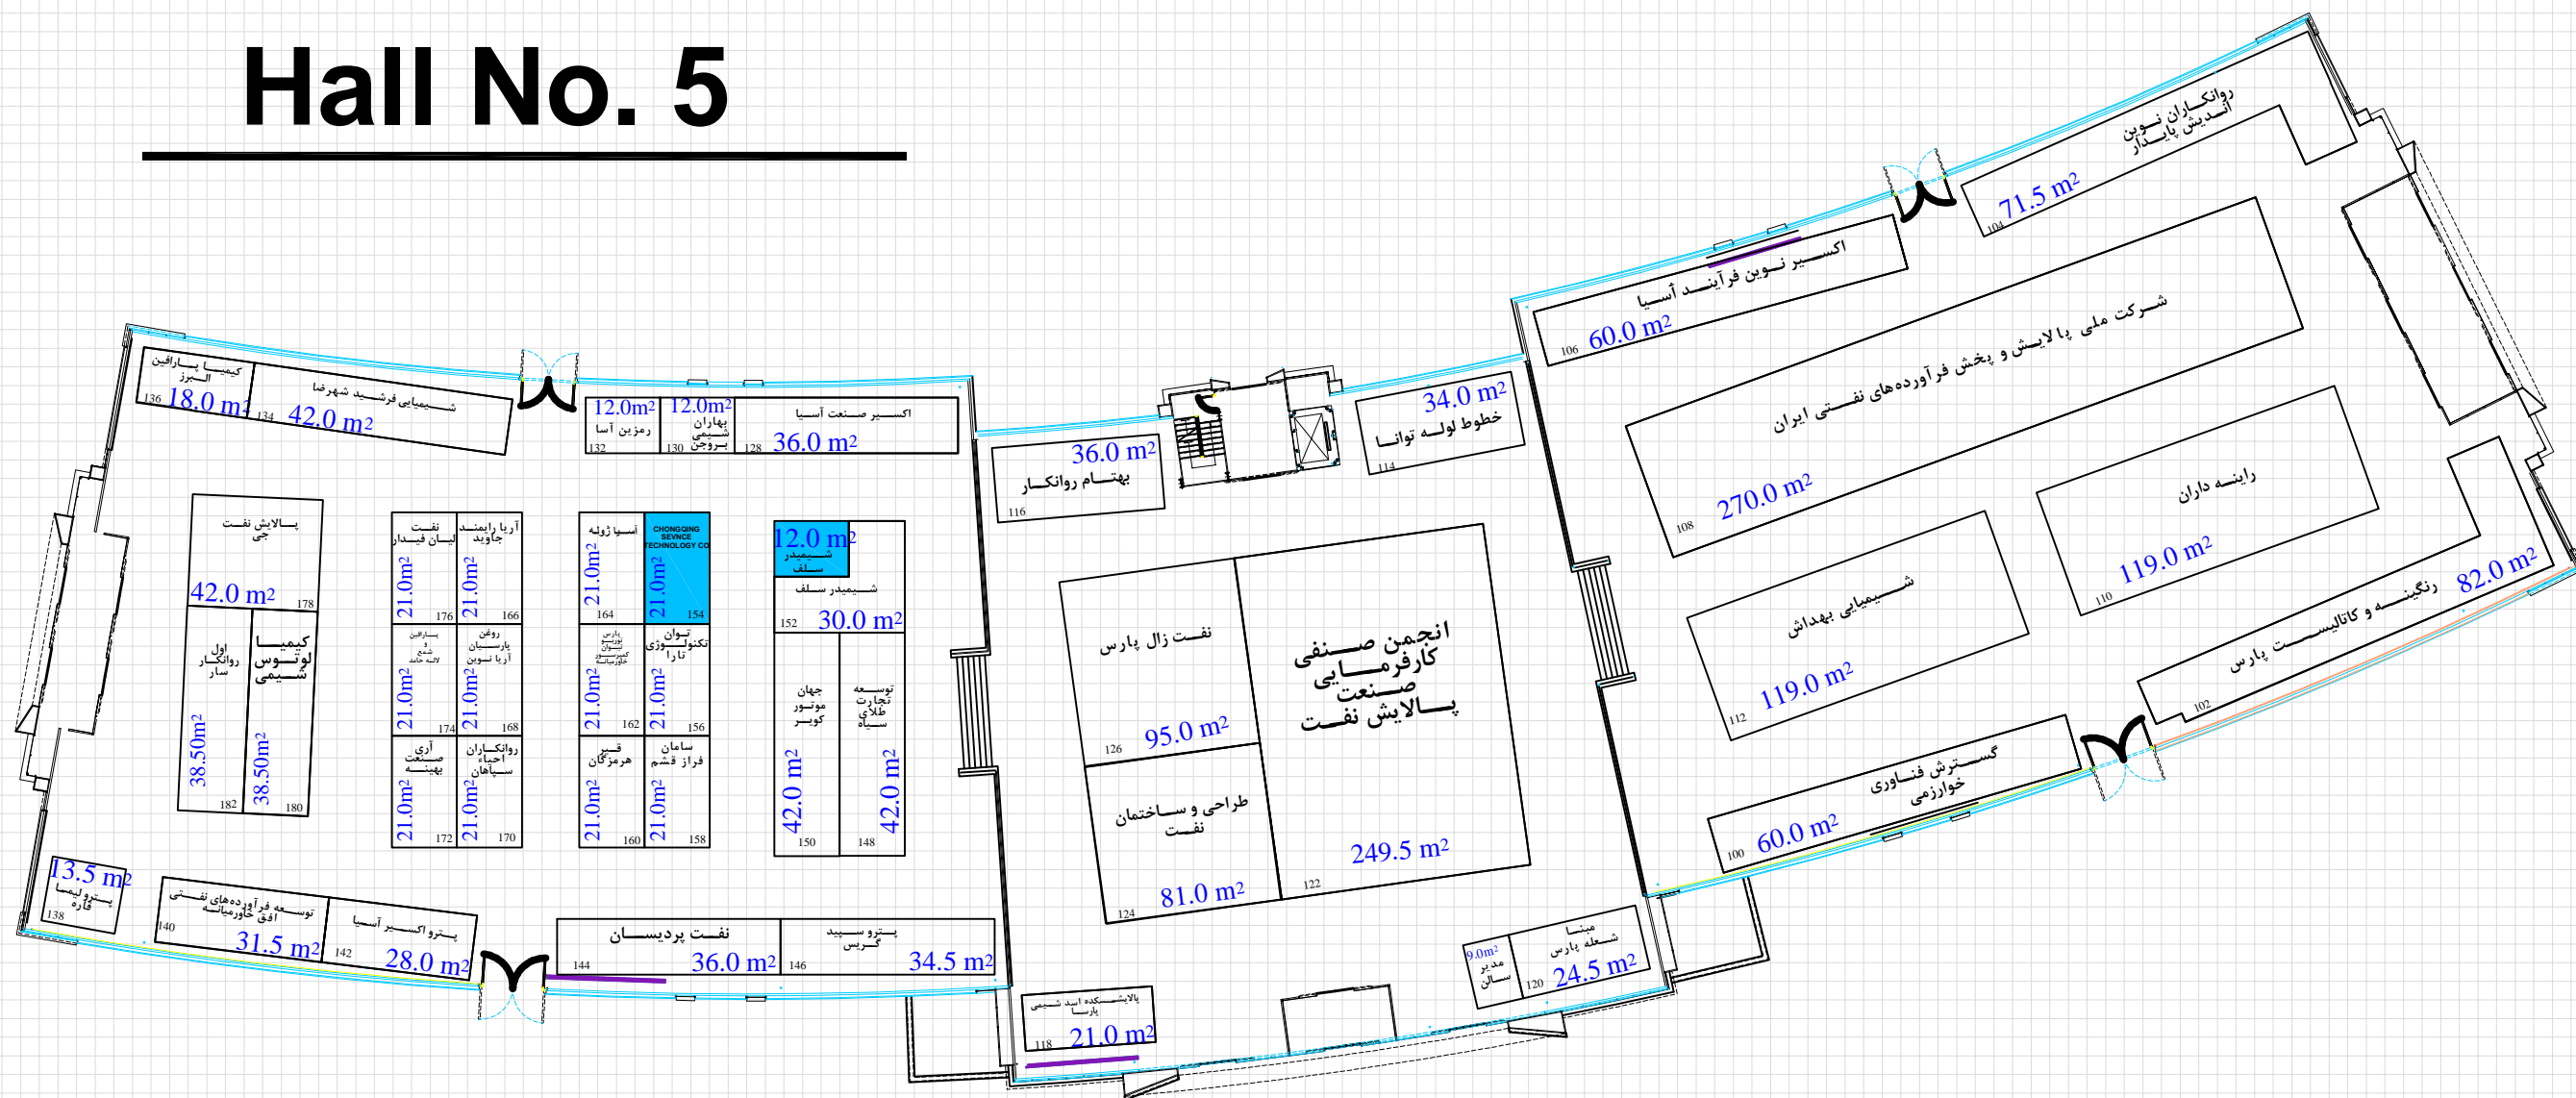 Hall No. 5
کیمیا پارافین
البرز
136
18.0 m²
شیمیایی فرشید شهرضا
134
42.0 m²
12.0m²
رمزین آسا
132
12.0m²
بهاران
شیمی
بروجن
130
اکسیر صنعت آسیا
128
36.0 m²
36.0 m²
بهتام روانکار
116
34.0 m²
خطوط لوله توانا
114
اکسیر نوین فرآیند آسیا
106
60.0 m²
روانکاران نوین
اندیش پایدار
71.5 m²
104
شرکت ملی پالایش و پخش فرآورده‌های نفتی ایران
270.0 m²
108
راینه داران
119.0 m²
110
شیمیایی بهداش
119.0 m²
112
رنگینه و کاتالیست پارس
82.0 m²
102
گسترش فناوری
خوارزمی
60.0 m²
100
پالایش نفت
جی
42.0 m²
178
اول
روانکار
سار
38.50m²
182
کیمیا
لوتوس
شیمی
38.50m²
180
نفت
لیان فیدار
21.0m²
176
آریا رایمند
جاوید
21.0m²
166
پارافین
و
شمع
لاله حامد
21.0m²
174
روغن
پارسیان
آریا نوین
21.0m²
168
آری
صنعت
بهینه
21.0m²
172
روانکاران
احیاء
سپاهان
21.0m²
170
آسیا ژوله
21.0m²
164
CHONGQING
SEVNCE
TECHNOLOGY CO
21.0m²
154
پارس
توربو
تیوان
کمپرسور
خاورمیانه
21.0m²
162
توان
تکنولوژی
تارا
21.0m²
156
قیر
هرمزگان
21.0m²
160
سامان
فراز قشم
21.0m²
158
12.0 m²
شیمیدر
سلف
شیمیدر سلف
152
30.0 m²
جهان
موتور
کویر
42.0 m²
150
توسعه
تجارت
طلای
سیاه
42.0 m²
148
نفت زال پارس
95.0 m²
126
انجمن صنفی
کارفرمایی
صنعت
پالایش نفت
249.5 m²
122
طراحی و ساختمان
نفت
81.0 m²
124
13.5 m²
پترو لیما
قاره
138
توسعه فرآورده‌های نفتی
افق خاورمیانه
140
31.5 m²
پترو اکسیر آسیا
142
28.0 m²
نفت پردیسان
144
36.0 m²
پترو سپید
گریس
146
34.5 m²
پالایشکده اسد شیمی
پارسا
118
21.0 m²
9.0m²
مدیر
سالن
مبنا
شعله پارس
120
24.5 m²